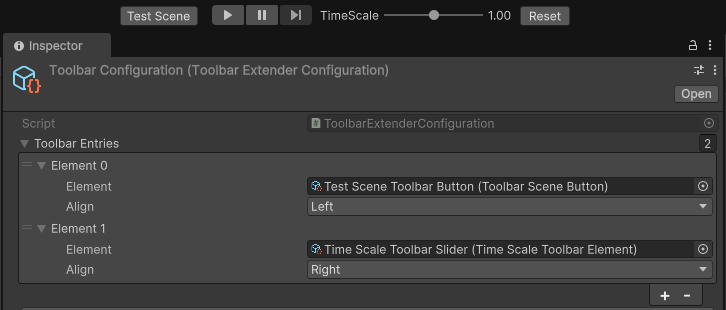 Test Scene TimeScale 1.00 Reset
Inspector
Toolbar Configuration (Toolbar Extender Configuration)
Open
Script ToolbarExtenderConfiguration
Toolbar Entries 2
Element 0
Element Test Scene Toolbar Button (Toolbar Scene Button)
Align Left
Element 1
Element Time Scale Toolbar Slider (Time Scale Toolbar Element)
Align Right
+ -